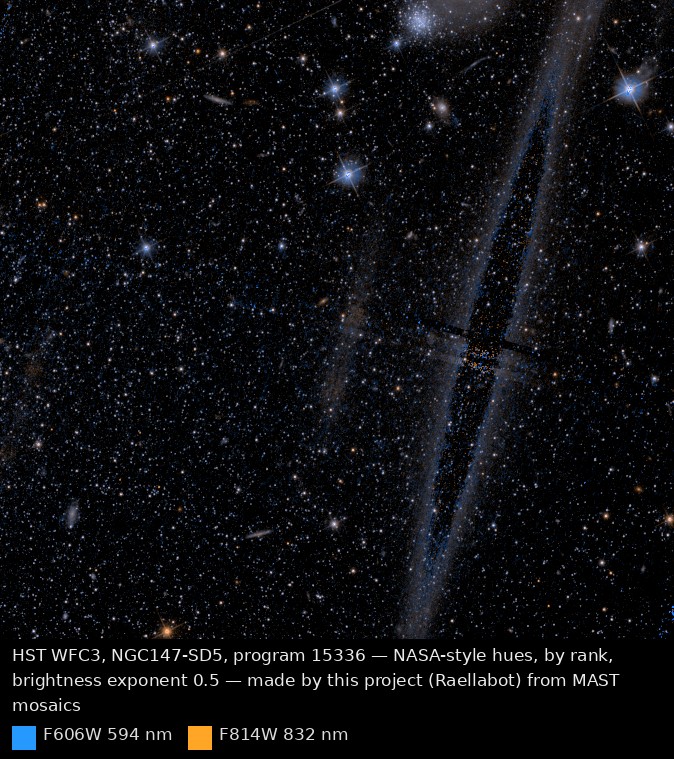 HST WFC3, NGC147-SD5, program 15336 — NASA-style hues, by rank,
brightness exponent 0.5 — made by this project (Raellabot) from MAST
mosaics
F606W 594 nm F814W 832 nm